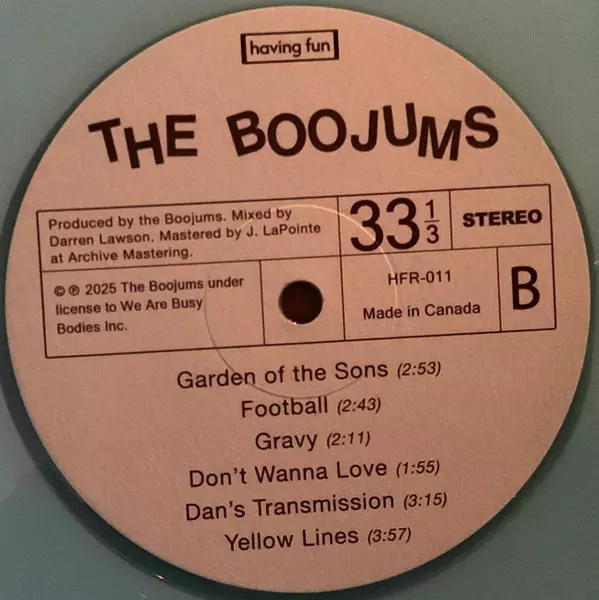 having fun
THE BOOJUMS
Produced by the Boojums. Mixed by
Darren Lawson. Mastered by J. LaPointe
at Archive Mastering.
33 1/3
STEREO
© ℗ 2025 The Boojums under
license to We Are Busy
Bodies Inc.
HFR-011
Made in Canada
B
Garden of the Sons (2:53)
Football (2:43)
Gravy (2:11)
Don't Wanna Love (1:55)
Dan's Transmission (3:15)
Yellow Lines (3:57)